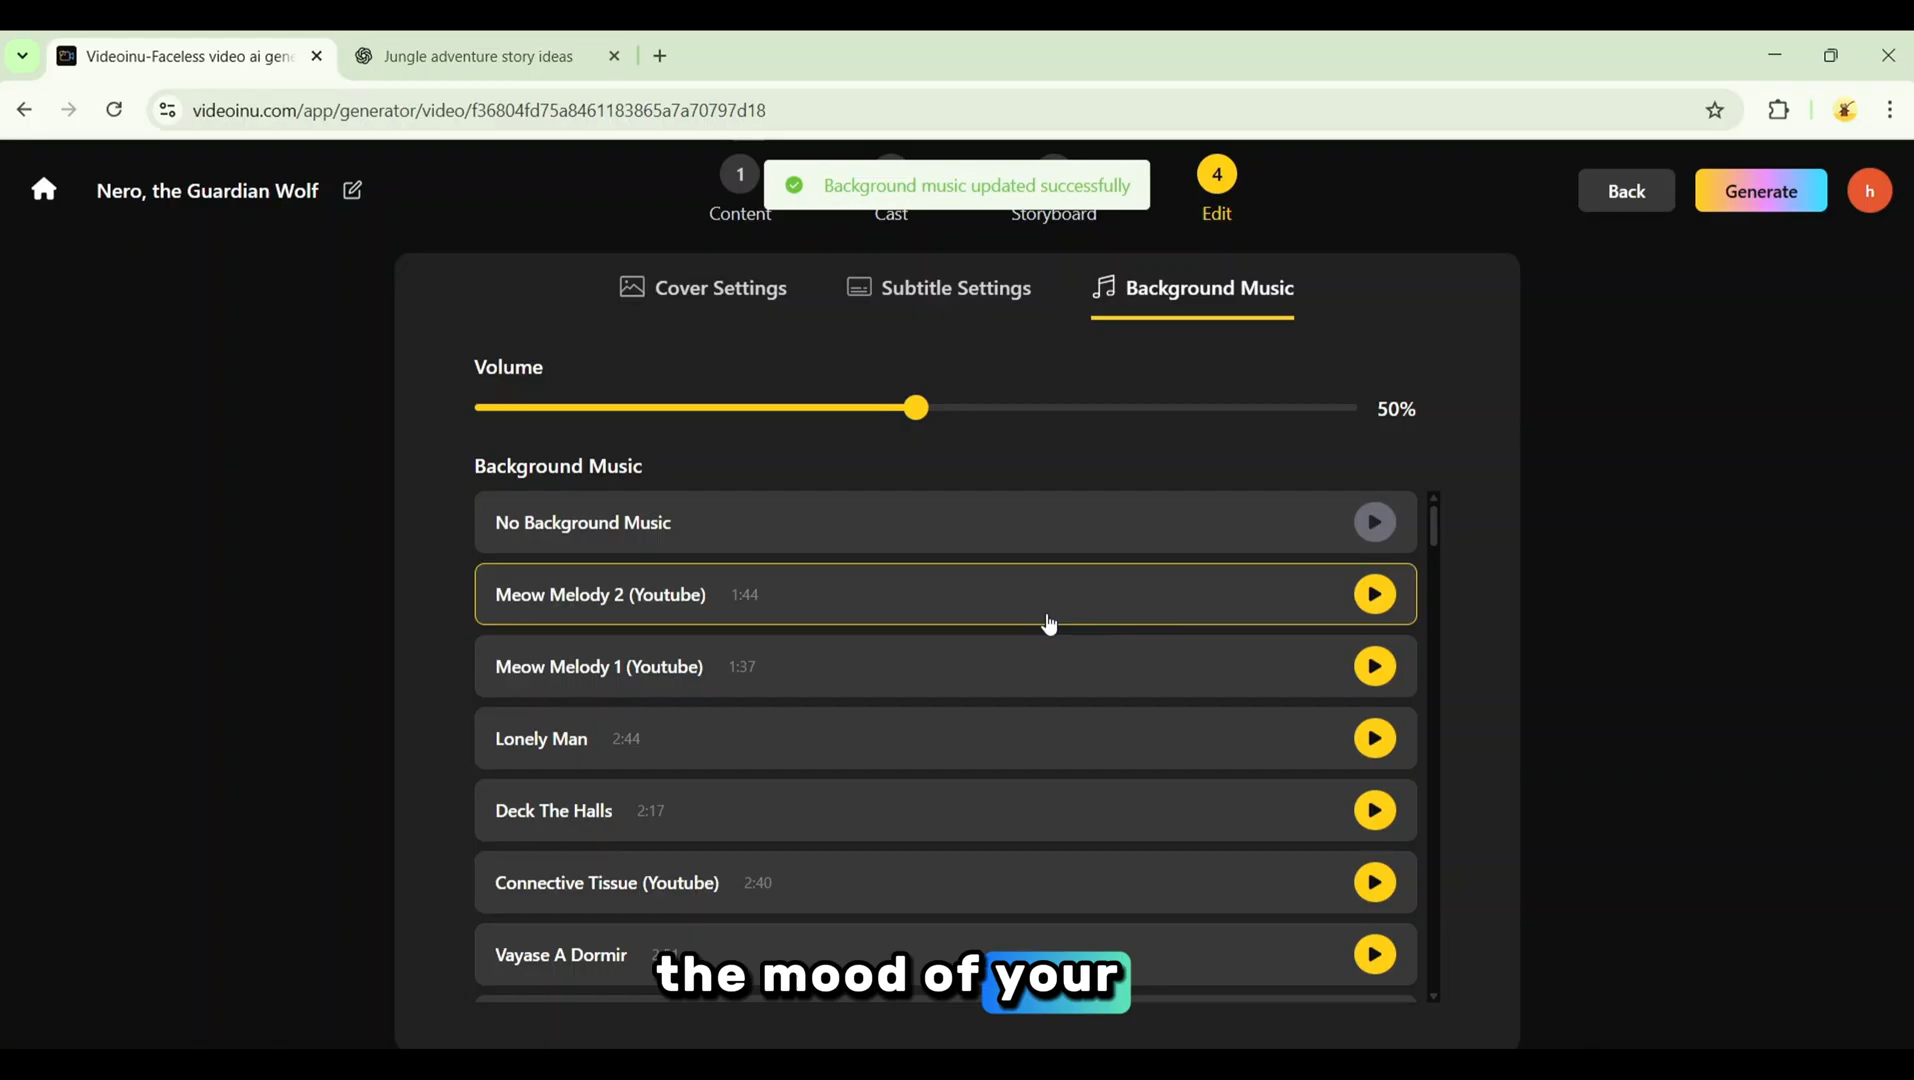 Videoinu-Faceless video ai gene
Jungle adventure story ideas
videoinu.com/app/generator/video/f36804fd75a8461183865a7a70797d18
Nero, the Guardian Wolf
1
Background music updated successfully
4
Content
Cast
Storyboard
Edit
Back
Generate
h
Cover Settings
Subtitle Settings
Background Music
Volume
50%
Background Music
No Background Music
Meow Melody 2 (Youtube) 1:44
Meow Melody 1 (Youtube) 1:37
Lonely Man 2:44
Deck The Halls 2:17
Connective Tissue (Youtube) 2:40
Vayase A Dormir
the mood of your